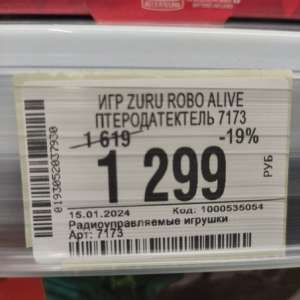 ИГР ZURU ROBO ALIVE
ПТЕРОДАТЕКТЕЛЬ 7173
1 619
-19%
1 299
РУБ
15.01.2024
Код: 1000535054
Радиоуправляемые игрушки
Арт: 7173
0193052037930